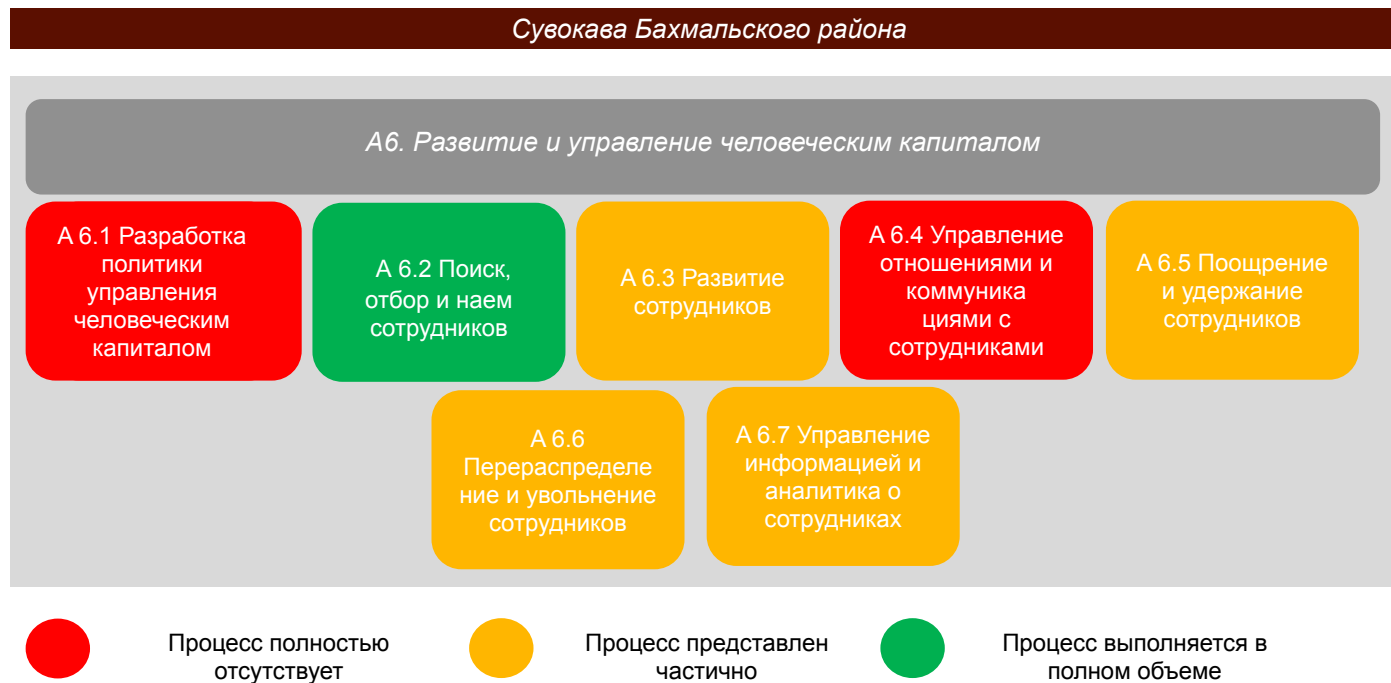 Сувокава Бахмальского района
А6. Развитие и управление человеческим капиталом
А 6.1 Разработка
политики
управления
человеческим
капиталом
А 6.2 Поиск,
отбор и наем
сотрудников
А 6.3 Развитие
сотрудников
А 6.4 Управление
отношениями и
коммуника
циями с
сотрудниками
А 6.5 Поощрение
и удержание
сотрудников
А 6.6
Перераспределе
ние и увольнение
сотрудников
А 6.7 Управление
информацией и
аналитика о
сотрудниках
Процесс полностью
отсутствует
Процесс представлен
частично
Процесс выполняется в
полном объеме